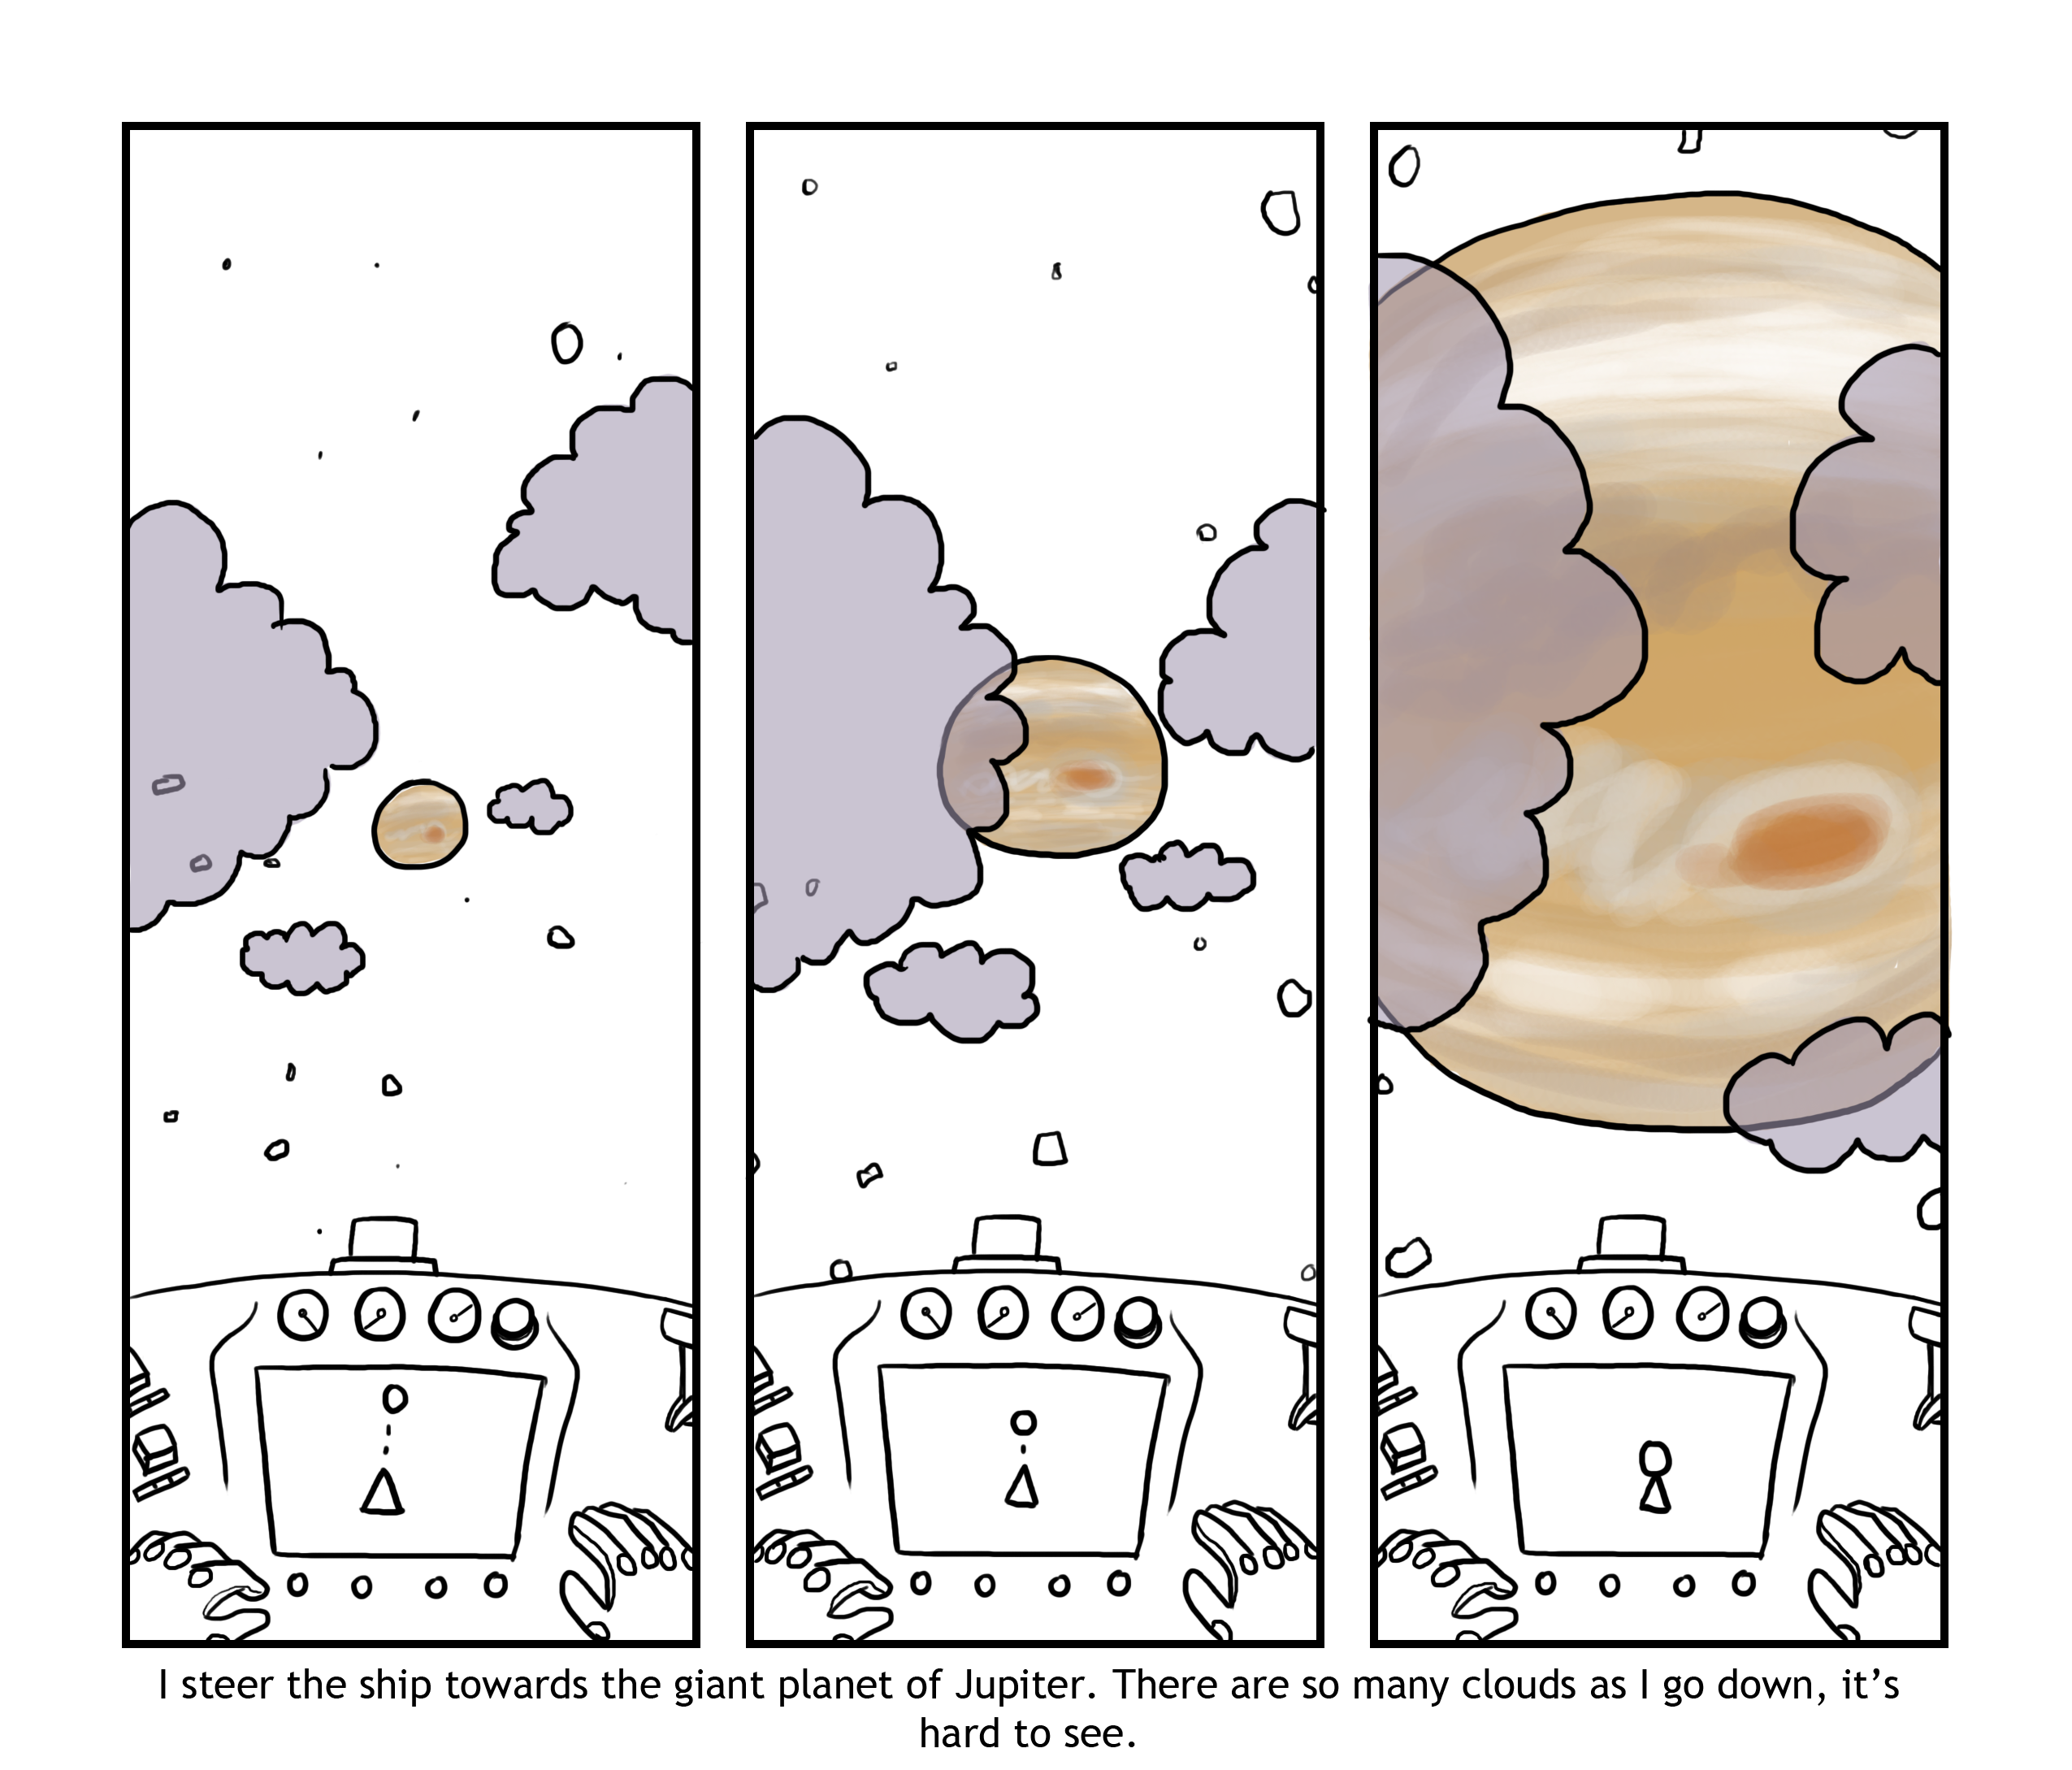 I steer the ship towards the giant planet of Jupiter. There are so many clouds as I go down, it’s
hard to see.